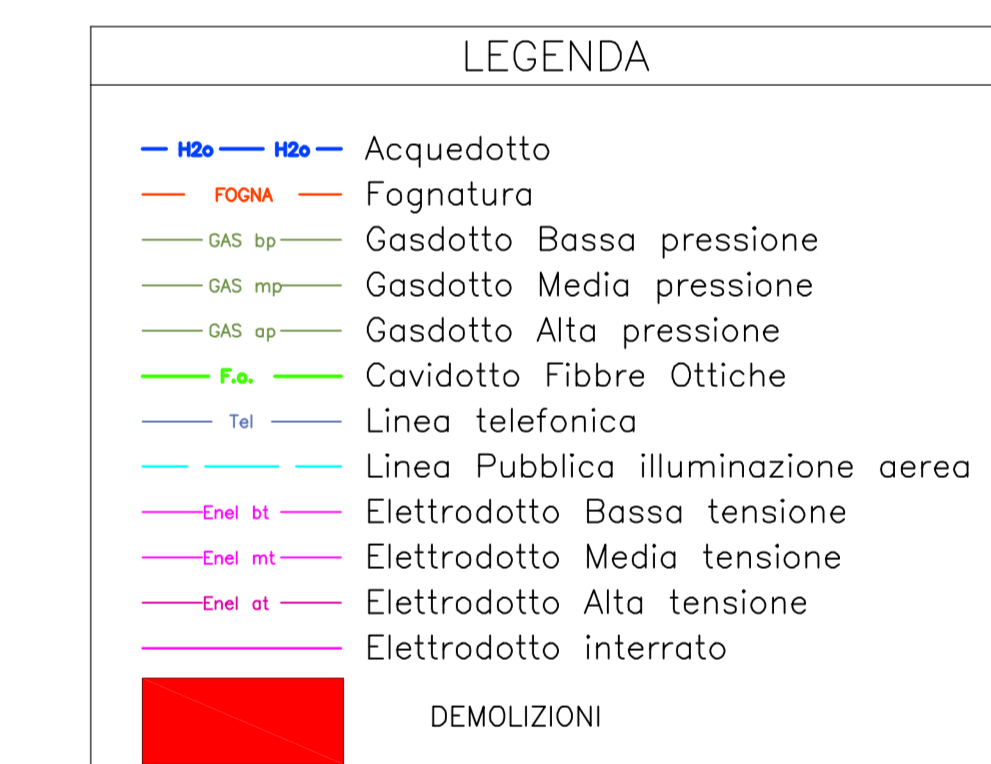 LEGENDA
H2o H2o Acquedotto
FOGNA Fognatura
GAS bp Gasdotto Bassa pressione
GAS mp Gasdotto Media pressione
GAS ap Gasdotto Alta pressione
F.o. Cavidotto Fibbre Ottiche
Tel Linea telefonica
Linea Pubblica illuminazione aerea
Enel bt Elettrodotto Bassa tensione
Enel mt Elettrodotto Media tensione
Enel at Elettrodotto Alta tensione
Elettrodotto interrato
DEMOLIZIONI